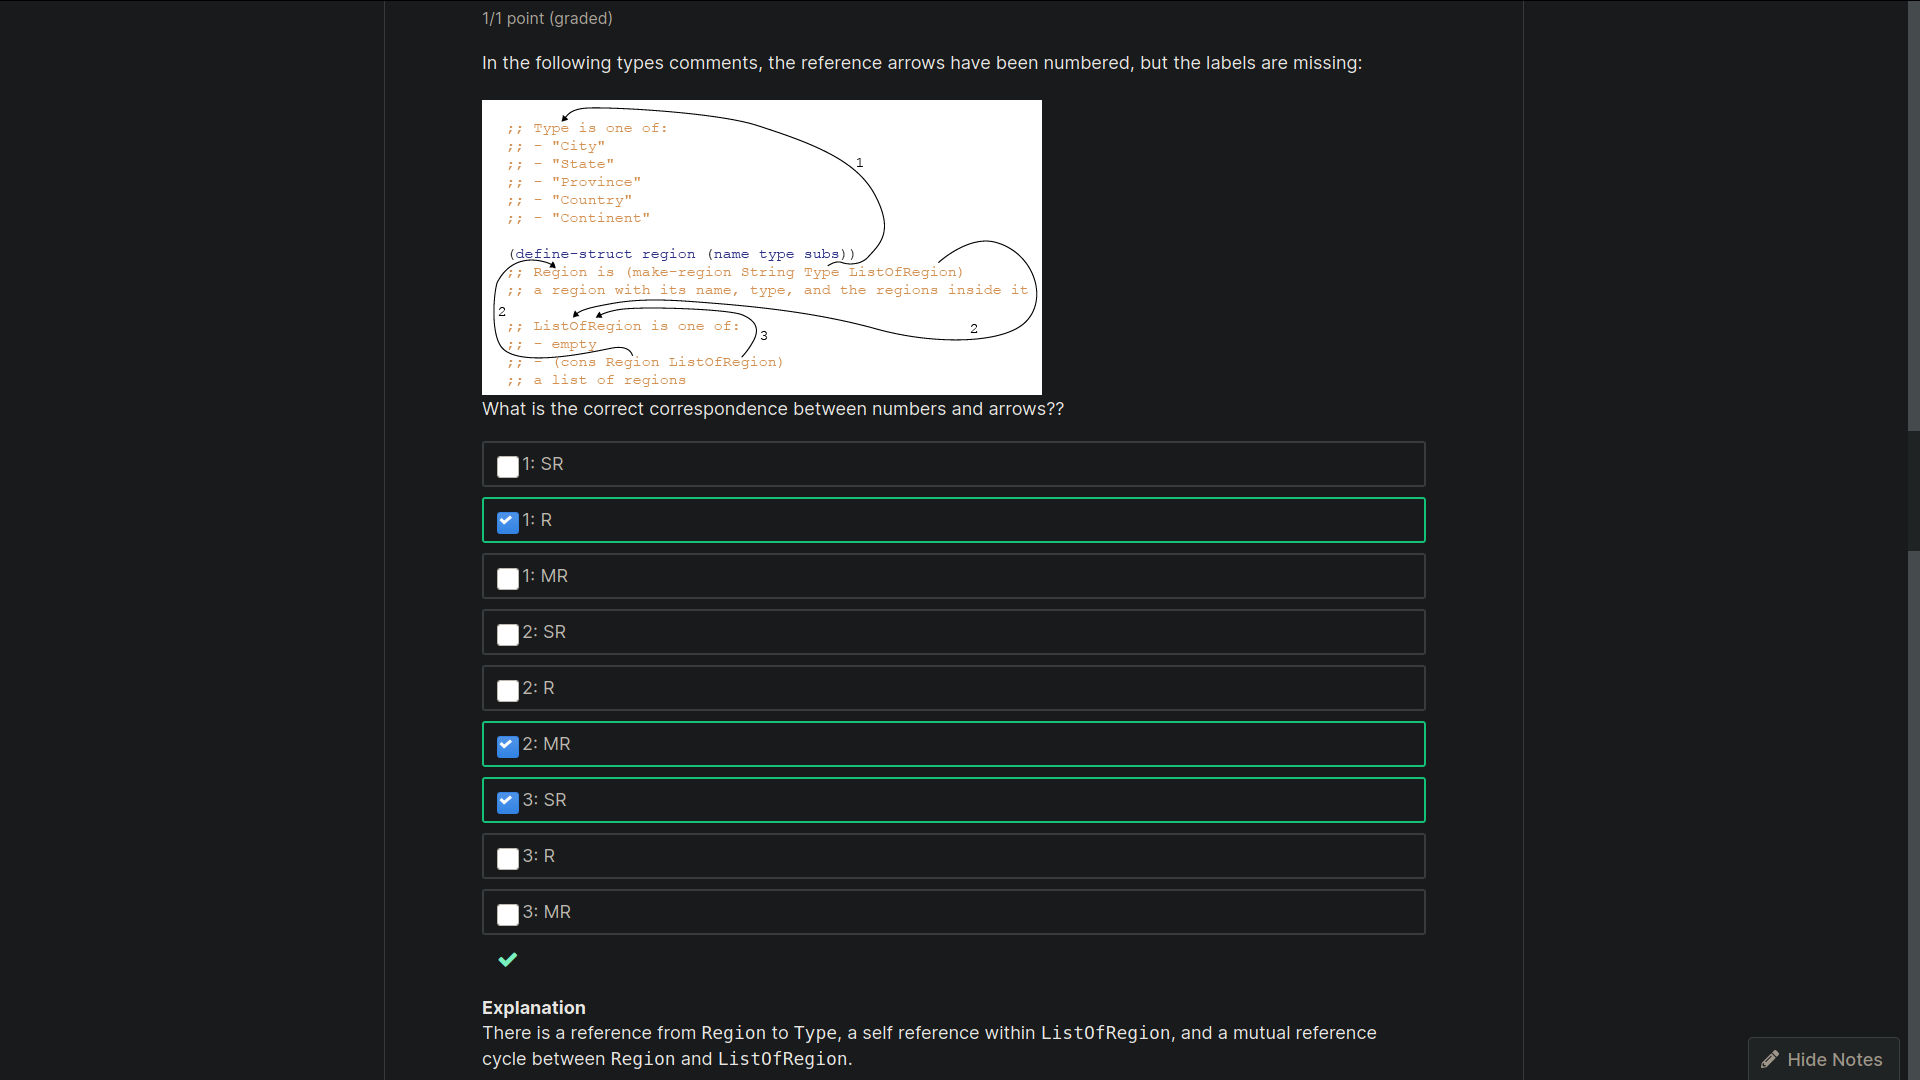 1/1 point (graded)
In the following types comments, the reference arrows have been numbered, but the labels are missing:
;; Type is one of:
;; - "City"
;; - "State"
;; - "Province"
;; - "Country"
;; - "Continent"
1
(define-struct region (name type subs))
;; Region is (make-region String Type ListOfRegion)
;; a region with its name, type, and the regions inside it
2
;; ListOfRegion is one of:
2
3
;; - empty
;; - (cons Region ListOfRegion)
;; a list of regions
What is the correct correspondence between numbers and arrows??
1: SR
1: R
1: MR
2: SR
2: R
2: MR
3: SR
3: R
3: MR
Explanation
There is a reference from Region to Type, a self reference within ListOfRegion, and a mutual reference
cycle between Region and ListOfRegion.
Hide Notes